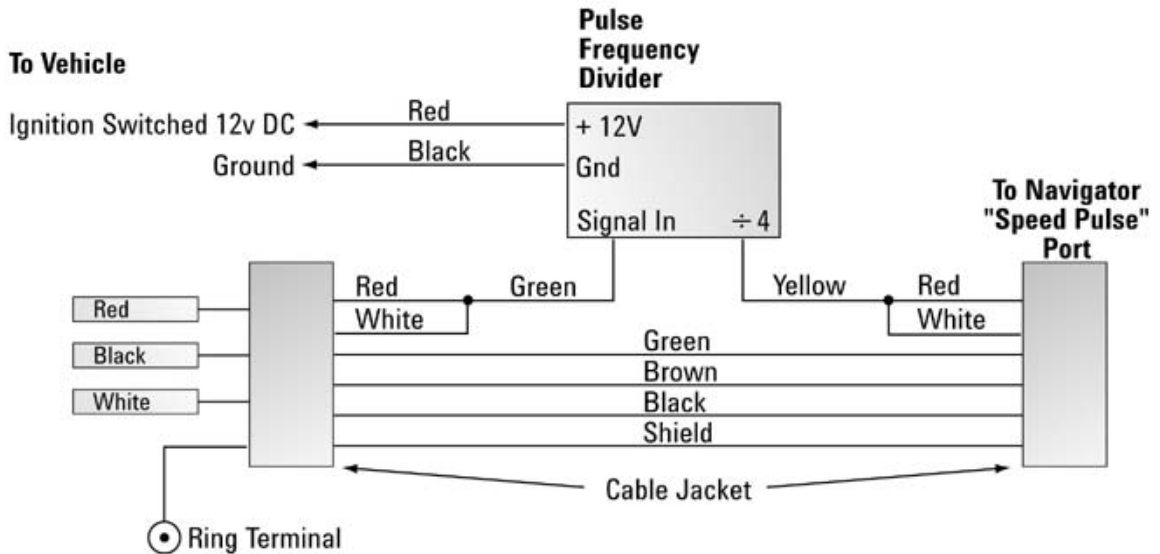 Pulse
Frequency
Divider
To Vehicle
Ignition Switched 12v DC
Red
+ 12V
Ground
Black
Gnd
Signal In
÷ 4
To Navigator
"Speed Pulse"
Port
Red
Red
White
Green
Yellow
Red
White
Black
Green
White
Brown
Black
Shield
Cable Jacket
Ring Terminal